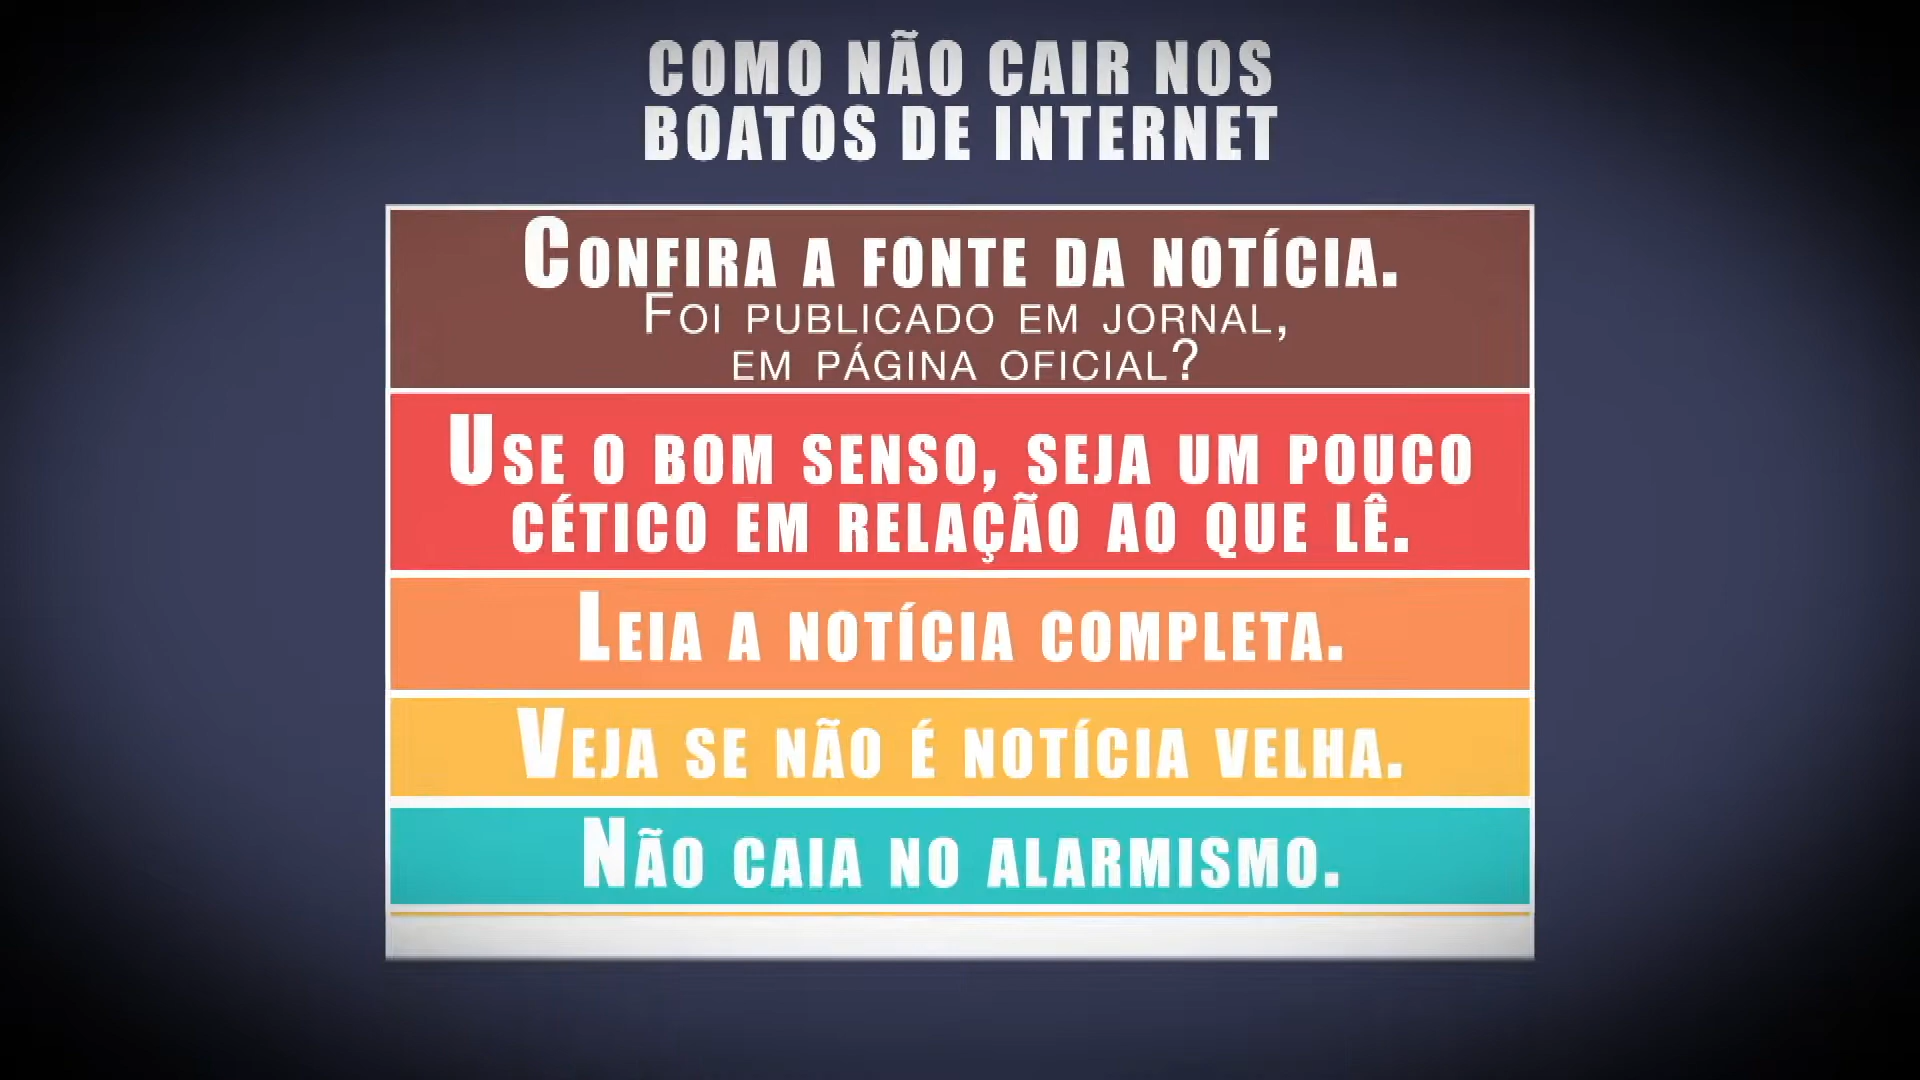 COMO NÃO CAIR NOS
BOATOS DE INTERNET
CONFIRA A FONTE DA NOTÍCIA.
FOI PUBLICADO EM JORNAL,
EM PÁGINA OFICIAL?
USE O BOM SENSO, SEJA UM POUCO
CÉTICO EM RELAÇÃO AO QUE LÊ.
LEIA A NOTÍCIA COMPLETA.
VEJA SE NÃO É NOTÍCIA VELHA.
NÃO CAIA NO ALARMISMO.